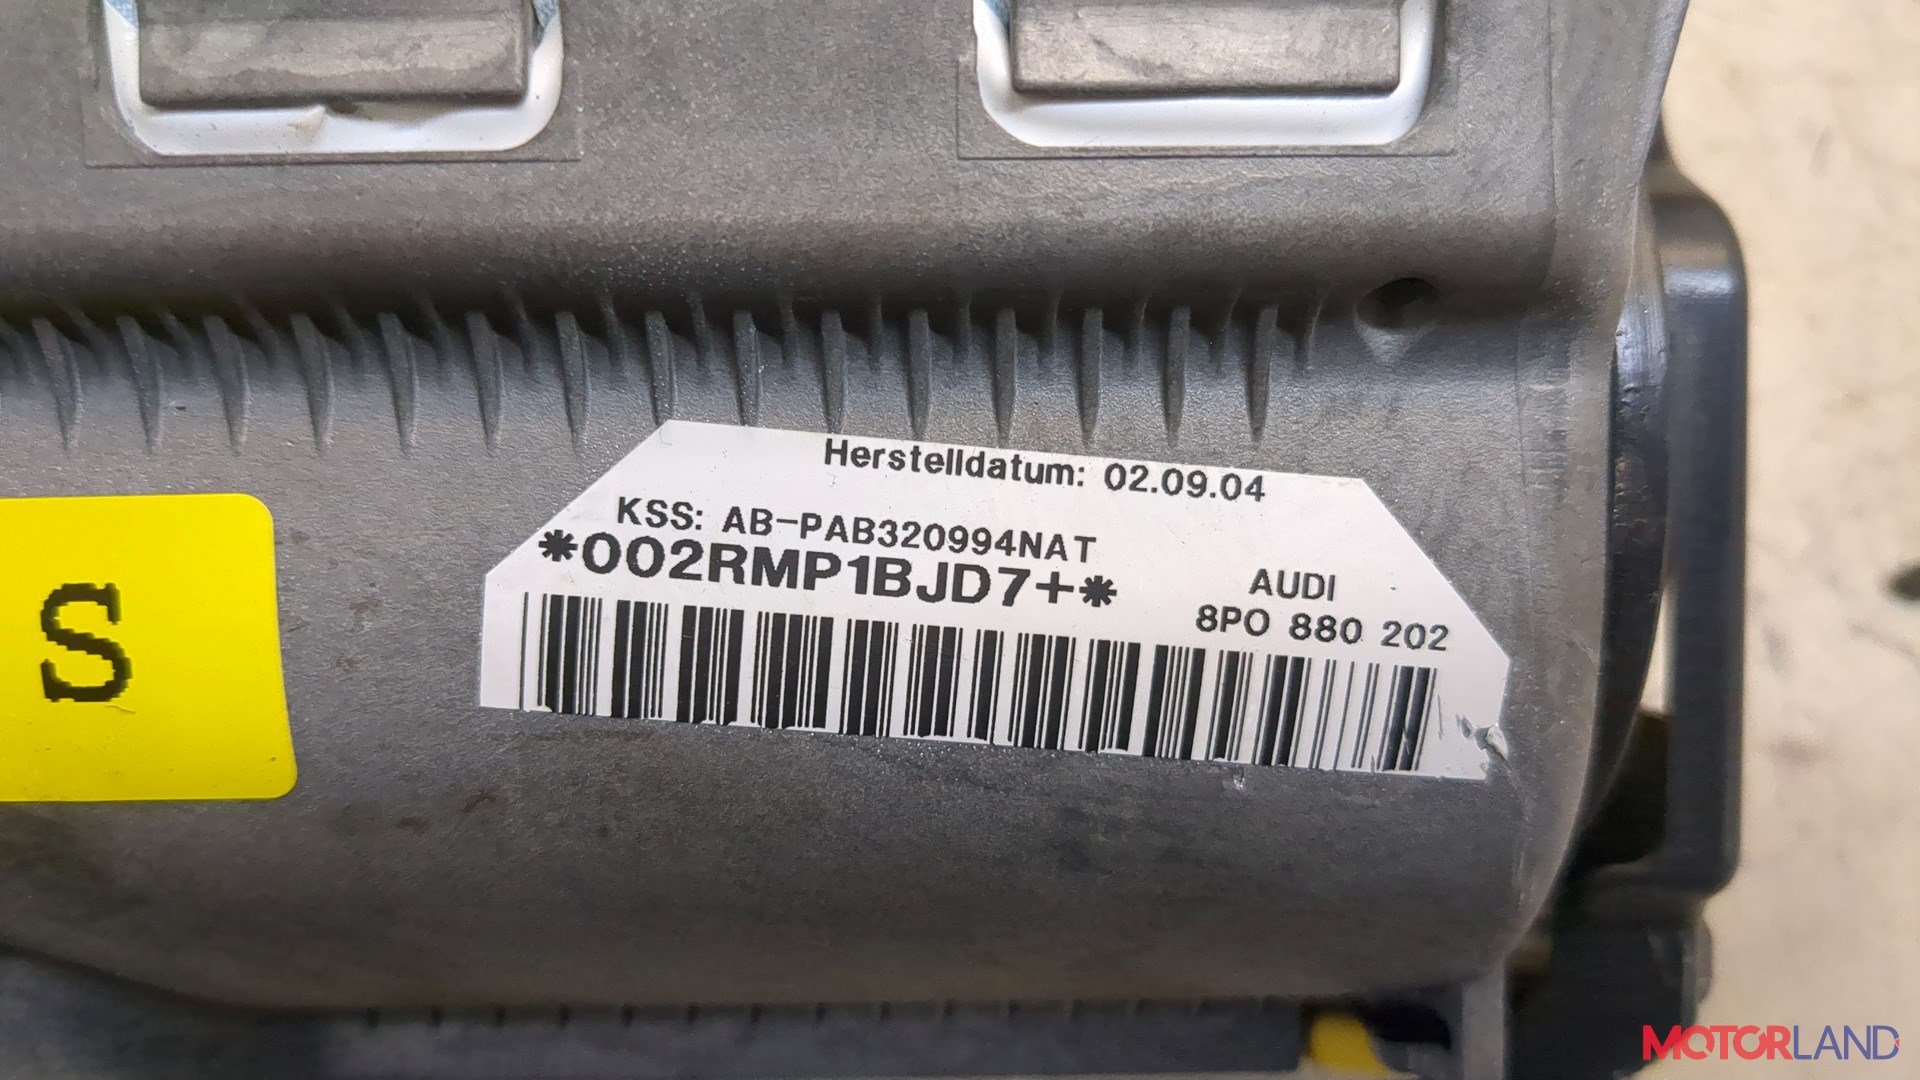 Herstelldatum: 02.09.04
KSS: AB-PAB320994NAT
*002RMP1BJD7+*
AUDI
8P0 880 202
S
MOTORLAND